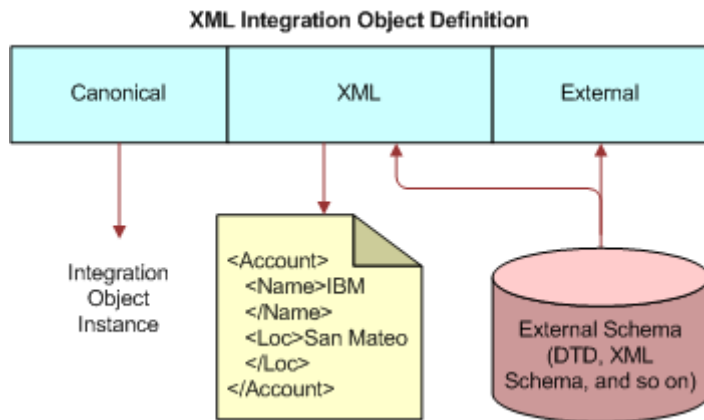 XML Integration Object Definition
Canonical
XML
External
Integration
Object
Instance
<Account>
<Name>IBM
</Name>
<Loc>San Mateo
</Loc>
</Account>
External Schema
(DTD, XML
Schema, and so on)